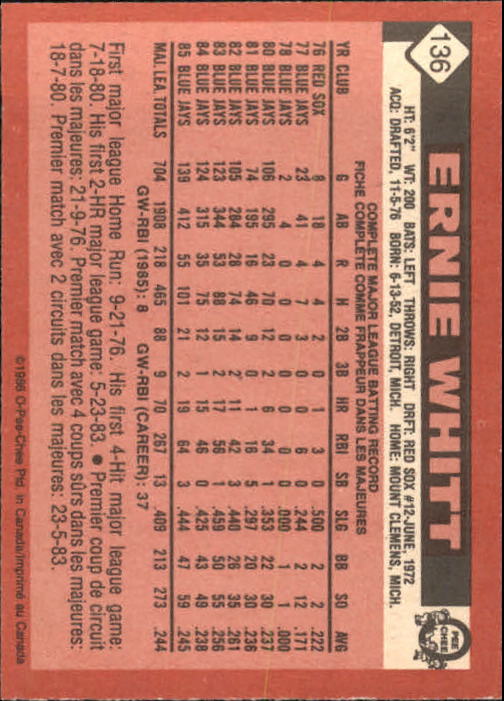 136
ERNIE WHITT
O PEE CHEE
HT: 6'2" WT: 200 BATS: LEFT THROWS: RIGHT DRFT: RED SOX #12-JUNE, 1972
ACQ: DRAFTED, 11-5-76 BORN: 6-13-52, DETROIT, MICH. HOME: MOUNT CLEMENS, MICH.
COMPLETE MAJOR LEAGUE BATTING RECORD
FICHE COMPLÈTE COMME FRAPPEUR DANS LES MAJEURES
YR CLUB G AB R H 2B 3B HR RBI SB SLG BB SO AVG
76 RED SOX 8 18 4 4 2 0 1 3 0 .500 2 2 .222
77 BLUE JAYS 23 41 4 7 3 0 0 6 0 .244 2 12 .171
78 BLUE JAYS 2 4 0 0 0 0 0 0 0 .000 1 1 .000
80 BLUE JAYS 106 295 23 70 12 2 6 34 1 .353 22 30 .237
81 BLUE JAYS 74 195 16 46 9 0 1 16 5 .297 20 30 .236
82 BLUE JAYS 105 284 28 74 14 2 11 42 3 .440 26 35 .261
83 BLUE JAYS 123 344 53 88 15 2 17 56 1 .459 50 55 .256
84 BLUE JAYS 124 315 35 75 12 1 15 46 0 .425 43 49 .238
85 BLUE JAYS 139 412 55 101 21 2 19 64 3 .444 47 59 .245
MAJ. LEA. TOTALS 704 1908 218 465 88 9 70 267 13 .409 213 273 .244
GW-RBI (1985): 8 GW-RBI (CAREER): 37
First major league Home Run: 9-21-76. His first 4-Hit major league game:
7-18-80. His first 2-HR major league game: 5-23-83. ● Premier coup de circuit
dans les majeures: 21-9-76. Premier match avec 4 coups sûrs dans les majeures:
18-7-80. Premier match avec 2 circuits dans les majeures: 23-5-83.
©1986 O-Pee-Chee Ptd. in Canada/Imprimé au Canada